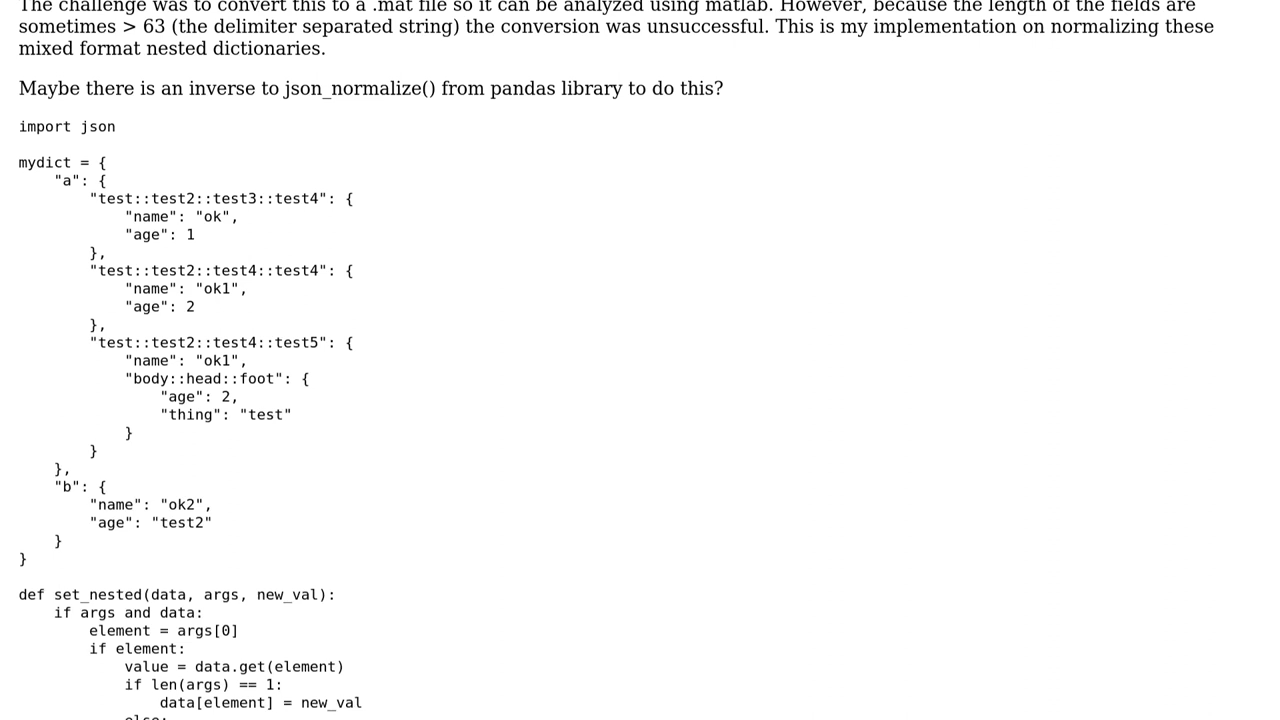 The challenge was to convert this to a .mat file so it can be analyzed using matlab. However, because the length of the fields are
sometimes > 63 (the delimiter separated string) the conversion was unsuccessful. This is my implementation on normalizing these
mixed format nested dictionaries.

Maybe there is an inverse to json_normalize() from pandas library to do this?

import json

mydict = {
    "a": {
        "test::test2::test3::test4": {
            "name": "ok",
            "age": 1
        },
        "test::test2::test4::test4": {
            "name": "ok1",
            "age": 2
        },
        "test::test2::test4::test5": {
            "name": "ok1",
            "body::head::foot": {
                "age": 2,
                "thing": "test"
            }
        }
    },
    "b": {
        "name": "ok2",
        "age": "test2"
    }
}

def set_nested(data, args, new_val):
    if args and data:
        element = args[0]
        if element:
            value = data.get(element)
            if len(args) == 1:
                data[element] = new_val
            else: